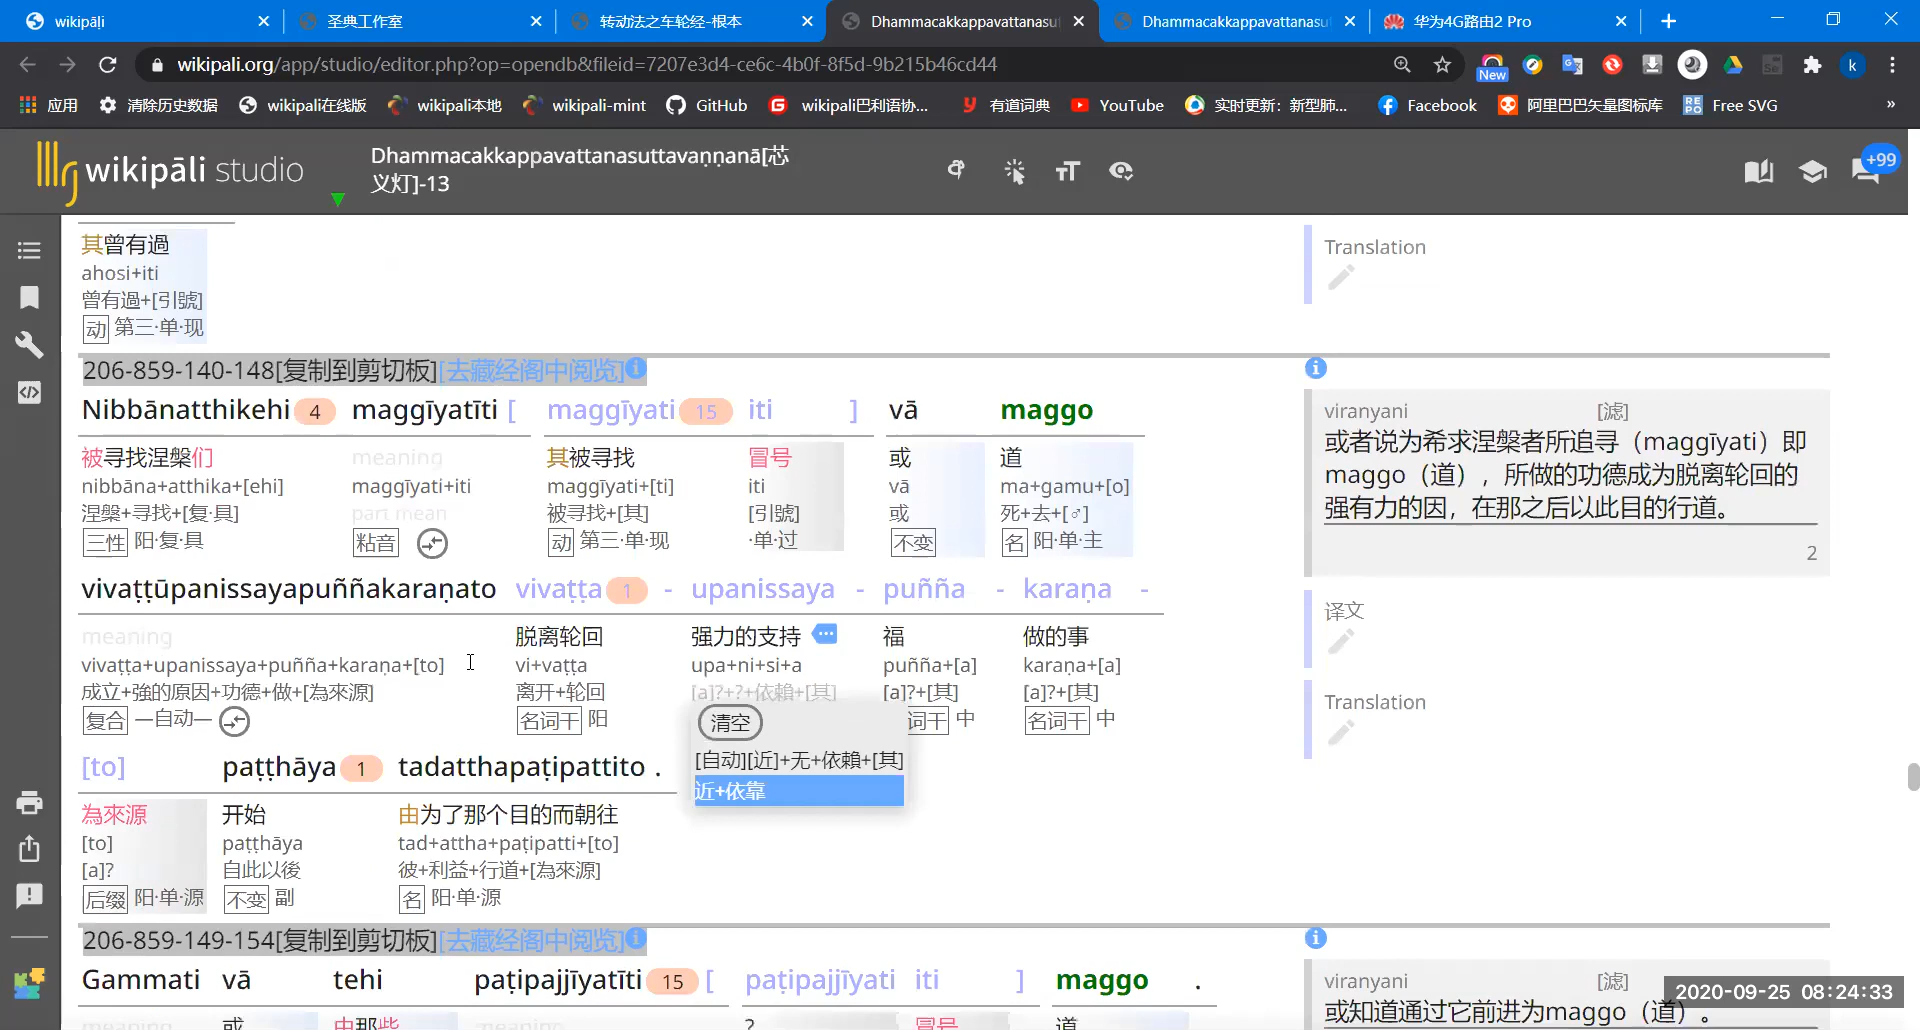 wikipāḷi
圣典工作室
转动法之车轮经-根本
Dhammacakkappavattanasu
Dhammacakkappavattanasu
华为4G路由2 Pro
wikipali.org/app/studio/editor.php?op=opendb&fileid=7207e3d4-ce6c-4b0f-8f5d-9b215b46cd44
New
k
应用
清除历史数据
wikipali在线版
wikipali本地
wikipali-mint
GitHub
wikipali巴利语协...
有道词典
YouTube
实时更新：新型肺...
Facebook
阿里巴巴矢量图标库
Free SVG
»
wikipāli studio
Dhammacakkappavattanasuttavaṇṇanā[芯
义灯]-13
+99
其曾有過
ahosi+iti
曾有過+[引號]
动 第三·单·现
Translation
206-859-140-148[复制到剪切板][去藏经阁中阅览]
Nibbānatthikehi 4 maggīyatīti [ maggīyati 15 iti ] vā maggo
被寻找涅槃们 meaning 其被寻找 冒号 或 道
nibbāna+atthika+[ehi] maggīyati+iti maggīyati+[ti] iti vā ma+gamu+[o]
涅槃+寻找+[复·具] part mean 被寻找+[其] [引號] 或 死+去+[♂]
三性 阳·复·具 粘音 动 第三·单·现 ·单·过 不变 名 阳·单·主
viranyani [滤]
或者说为希求涅槃者所追寻（maggīyati）即
maggo（道），所做的功德成为脱离轮回的
强有力的因，在那之后以此目的行道。
2
vivaṭṭūpanissayapuññakaraṇato vivaṭṭa 1 - upanissaya - puñña - karaṇa -
meaning 脱离轮回 强力的支持 福 做的事
vivaṭṭa+upanissaya+puñña+karaṇa+[to] vi+vaṭṭa upa+ni+si+a puñña+[a] karaṇa+[a]
成立+強的原因+功德+做+[為來源] 离开+轮回 [a]?+?+依賴+[其] [a]?+[其] [a]?+[其]
复合 —自动— 名词干 阳 词干 中 名词干 中
清空
[自动][近]+无+依賴+[其]
近+依靠
译文
Translation
[to] paṭṭhāya 1 tadatthapaṭipattito .
為來源 开始 由为了那个目的而朝往
[to] paṭṭhāya tad+attha+paṭipatti+[to]
[a]? 自此以後 彼+利益+行道+[為來源]
后缀 阳·单·源 不变 副 名 阳·单·源
206-859-149-154[复制到剪切板][去藏经阁中阅览]
Gammati vā tehi paṭipajjīyatīti 15 [ paṭipajjīyati iti ] maggo .
meaning 或 由那些 meaning ? 冒号 道
viranyani [滤]
或知道通过它前进为maggo（道）。
2020-09-25 08:24:33